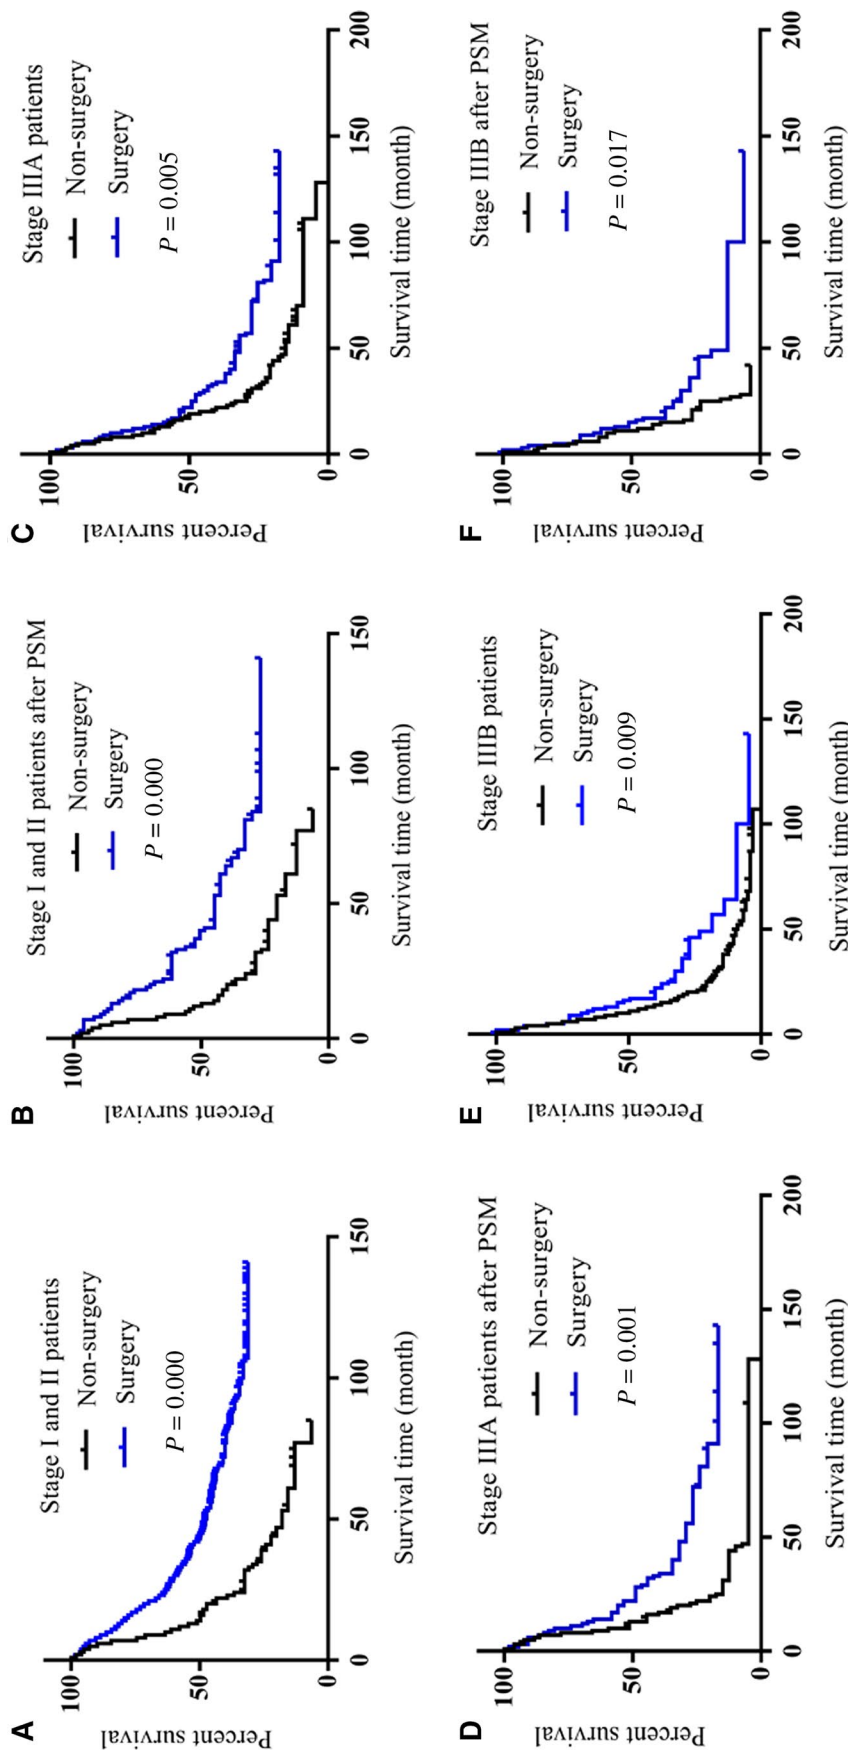 A
Stage I and II patients
Non-surgery
Surgery
P = 0.000
Percent survival
100
50
0
0
50
100
150
Survival time (month)
B
Stage I and II patients after PSM
Non-surgery
Surgery
P = 0.000
Percent survival
100
50
0
0
50
100
150
Survival time (month)
C
Stage IIIA patients
Non-surgery
Surgery
P = 0.005
Percent survival
100
50
0
0
50
100
150
200
Survival time (month)
D
Stage IIIA patients after PSM
Non-surgery
Surgery
P = 0.001
Percent survival
100
50
0
0
50
100
150
200
Survival time (month)
E
Stage IIIB patients
Non-surgery
Surgery
P = 0.009
Percent survival
100
50
0
0
50
100
150
200
Survival time (month)
F
Stage IIIB after PSM
Non-surgery
Surgery
P = 0.017
Percent survival
100
50
0
0
50
100
150
200
Survival time (month)